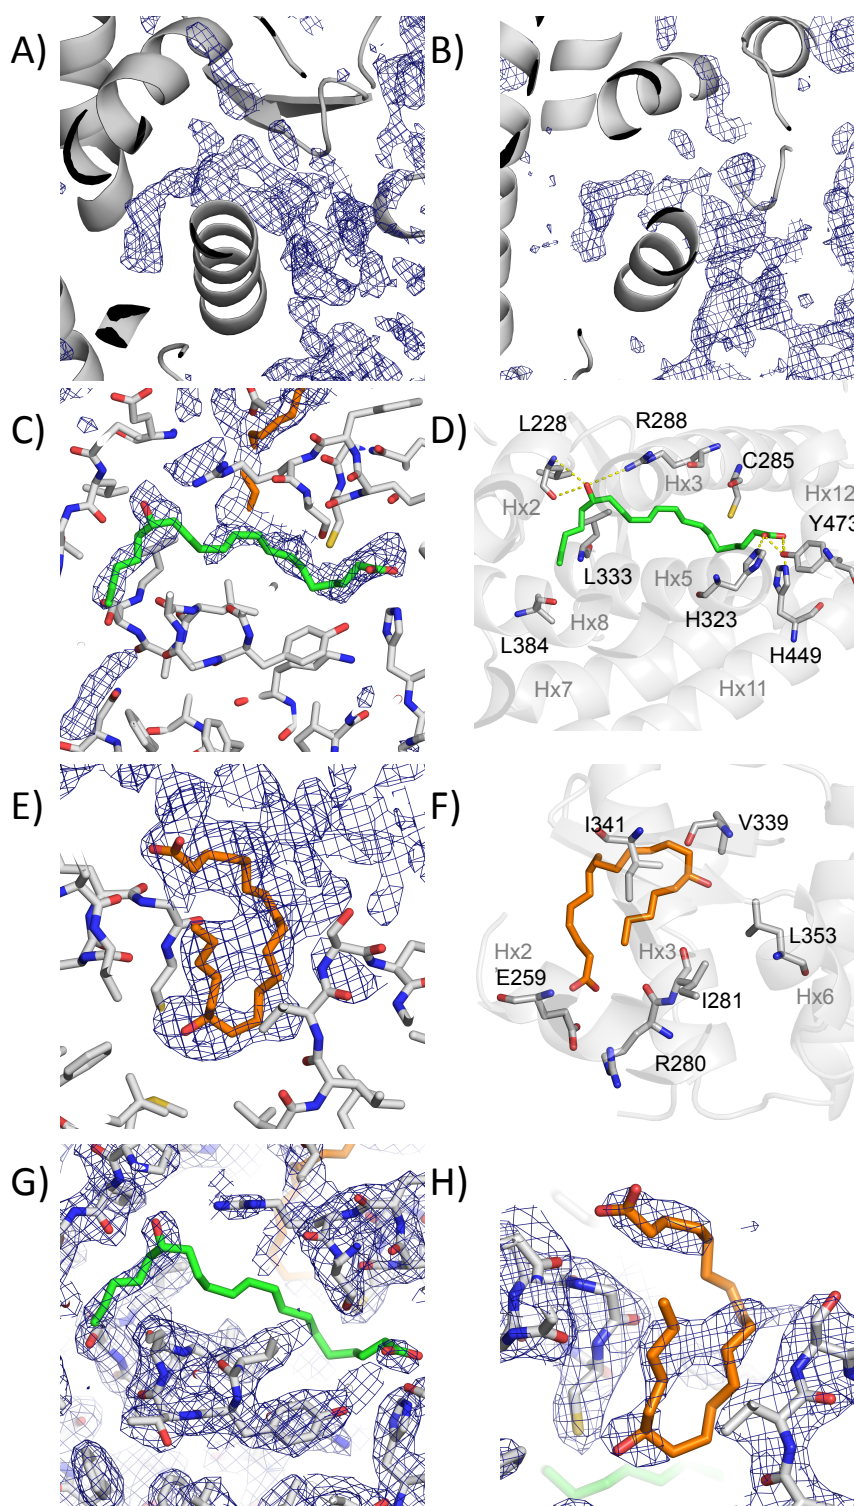 A)
B)
C)
D)
L228
R288
C285
Hx3
Hx12
Hx2
Y473
L333
Hx5
H323
L384
Hx8
H449
Hx7
Hx11
E)
F)
I341
V339
Hx2
Hx3
L353
E259
I281
Hx6
R280
G)
H)